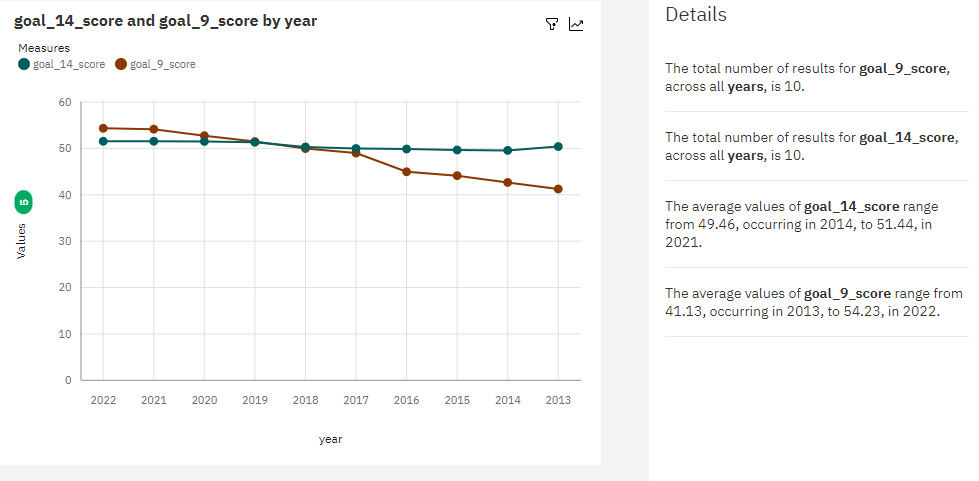 goal_14_score and goal_9_score by year
Measures
goal_14_score goal_9_score
60
50
40
30
20
10
0
Values
2022 2021 2020 2019 2018 2017 2016 2015 2014 2013
year
Details
The total number of results for goal_9_score,
across all years, is 10.
The total number of results for goal_14_score,
across all years, is 10.
The average values of goal_14_score range
from 49.46, occurring in 2014, to 51.44, in
2021.
The average values of goal_9_score range from
41.13, occurring in 2013, to 54.23, in 2022.